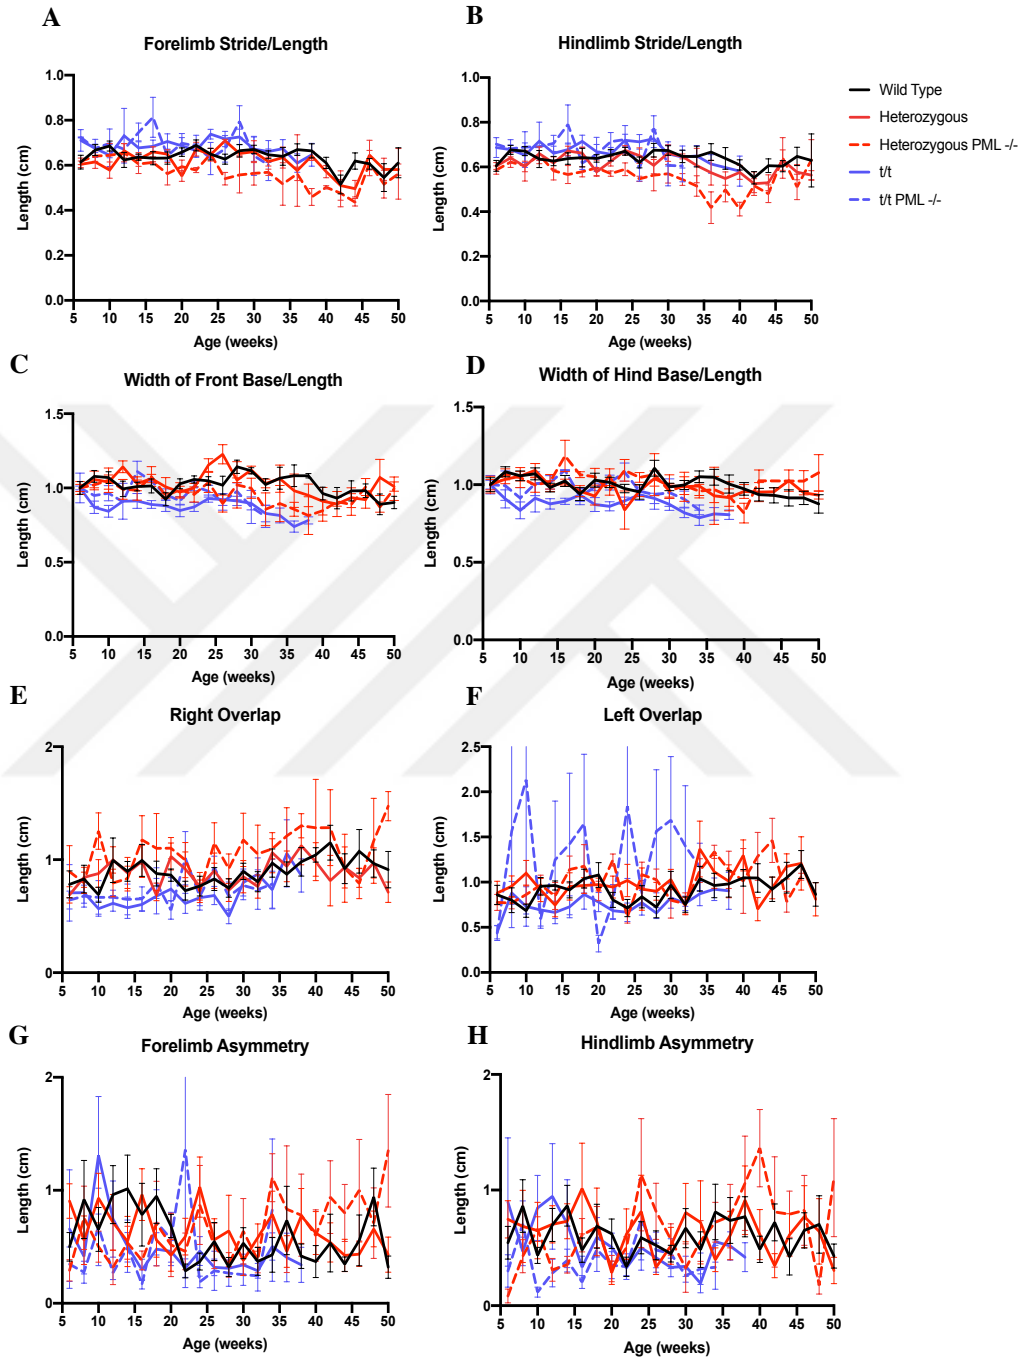 A
Forelimb Stride/Length
1.0
0.8
0.6
0.4
0.2
0.0
Length (cm)
5 10 15 20 25 30 35 40 45 50
Age (weeks)
B
Hindlimb Stride/Length
1.0
0.8
0.6
0.4
0.2
0.0
Length (cm)
5 10 15 20 25 30 35 40 45 50
Age (weeks)
Wild Type
Heterozygous
Heterozygous PML -/-
t/t
t/t PML -/-
C
Width of Front Base/Length
1.5
1.0
0.5
0.0
Length (cm)
5 10 15 20 25 30 35 40 45 50
Age (weeks)
D
Width of Hind Base/Length
1.5
1.0
0.5
0.0
Length (cm)
5 10 15 20 25 30 35 40 45 50
Age (weeks)
E
Right Overlap
2
1
0
Length (cm)
5 10 15 20 25 30 35 40 45 50
Age (weeks)
F
Left Overlap
2.5
2.0
1.5
1.0
0.5
0.0
Length (cm)
5 10 15 20 25 30 35 40 45 50
Age (weeks)
G
Forelimb Asymmetry
2
1
0
Length (cm)
5 10 15 20 25 30 35 40 45 50
Age (weeks)
H
Hindlimb Asymmetry
2
1
0
Length (cm)
5 10 15 20 25 30 35 40 45 50
Age (weeks)